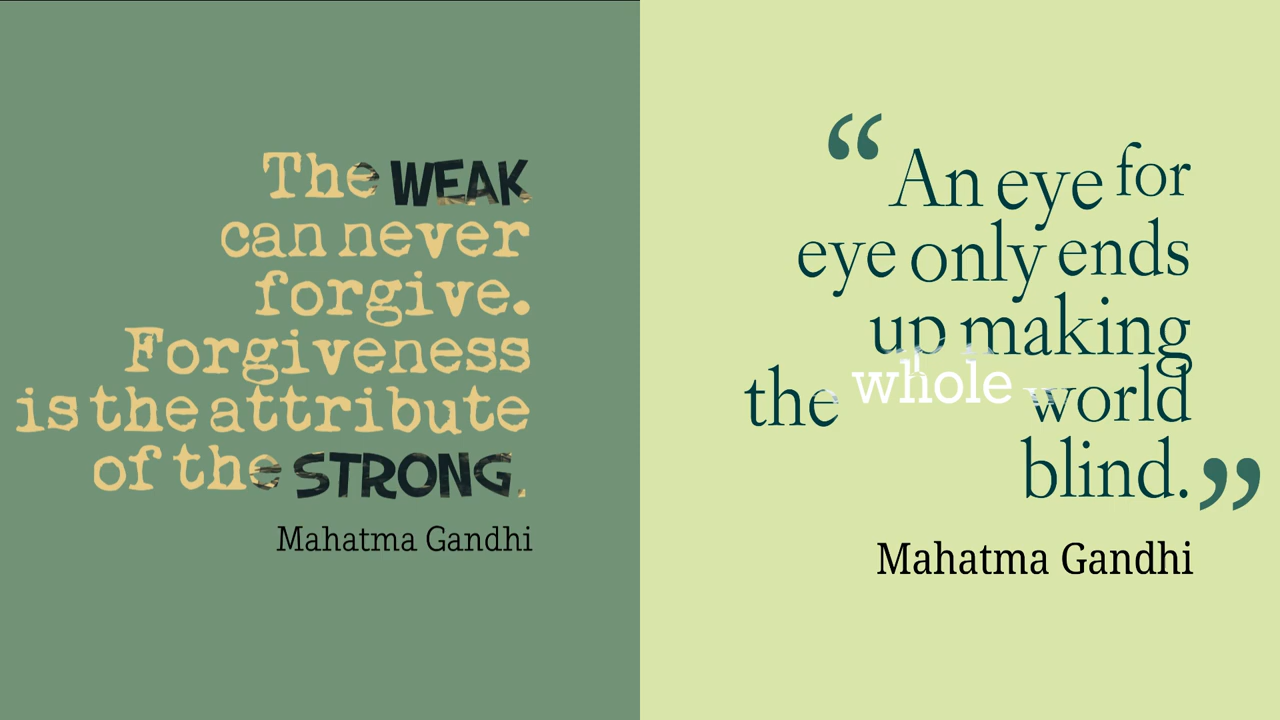 The WEAK
can never
forgive.
Forgiveness
is the attribute
of the STRONG.
Mahatma Gandhi
“An eye for
eye only ends
up making
the whole world
blind.”
Mahatma Gandhi